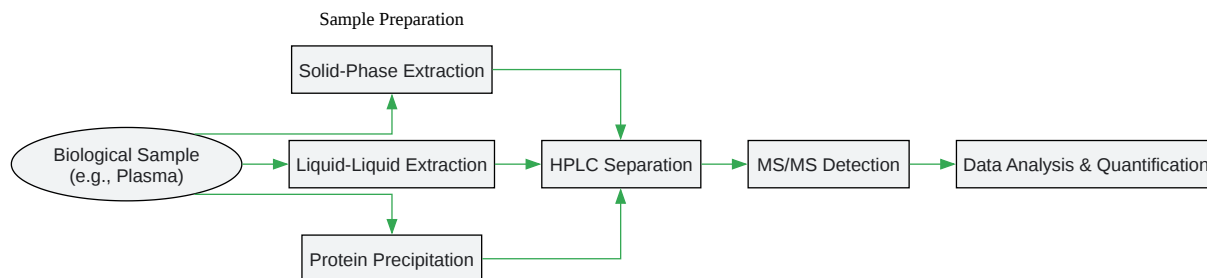 Sample Preparation
Solid-Phase Extraction
Biological Sample
(e.g., Plasma)
Liquid-Liquid Extraction
HPLC Separation
MS/MS Detection
Data Analysis & Quantification
Protein Precipitation